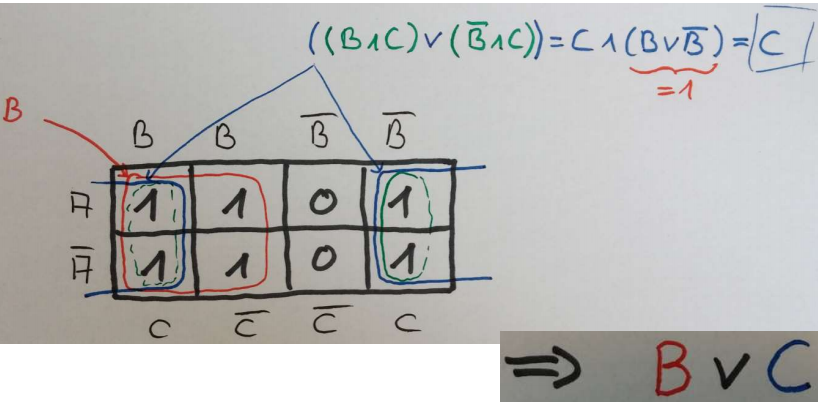 ((B∧C)∨(B̅∧C))=C∧(B∨B̅)=C
=1
B
B B B̅ B̅
A 1 1 0 1
A̅ 1 1 0 1
C C̅ C̅ C
⇒ B ∨ C